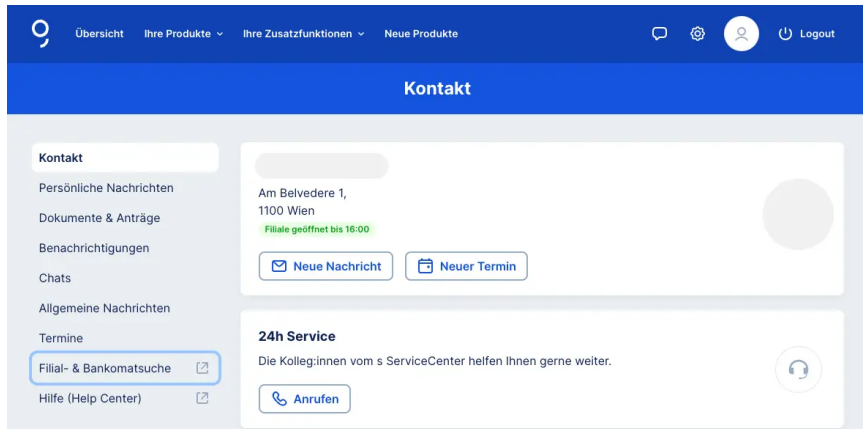 Übersicht
Ihre Produkte
Ihre Zusatzfunktionen
Neue Produkte
Logout
Kontakt
Kontakt
Persönliche Nachrichten
Dokumente & Anträge
Benachrichtigungen
Chats
Allgemeine Nachrichten
Termine
Filial- & Bankomatsuche
Hilfe (Help Center)
Am Belvedere 1,
1100 Wien
Filiale geöffnet bis 16:00
Neue Nachricht
Neuer Termin
24h Service
Die Kolleg:innen vom s ServiceCenter helfen Ihnen gerne weiter.
Anrufen